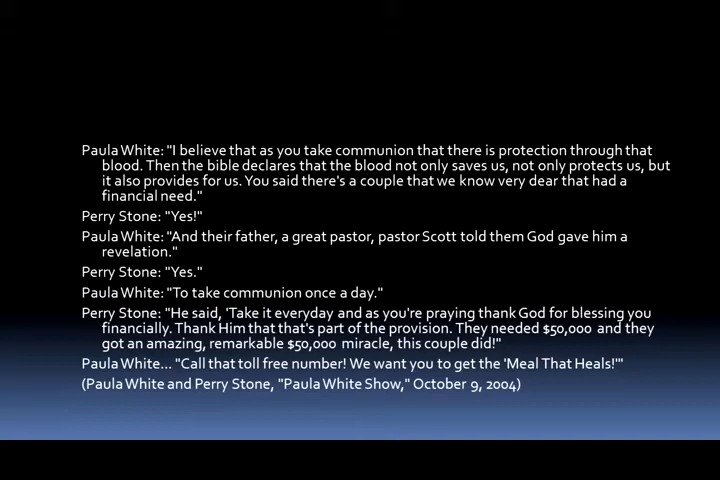 Paula White: "I believe that as you take communion that there is protection through that
blood. Then the bible declares that the blood not only saves us, not only protects us, but
it also provides for us. You said there's a couple that we know very dear that had a
financial need."
Perry Stone: "Yes!"
Paula White: "And their father, a great pastor, pastor Scott told them God gave him a
revelation."
Perry Stone: "Yes."
Paula White: "To take communion once a day."
Perry Stone: "He said, 'Take it everyday and as you're praying thank God for blessing you
financially. Thank Him that that's part of the provision. They needed $50,000 and they
got an amazing, remarkable $50,000 miracle, this couple did!"
Paula White... "Call that toll free number! We want you to get the 'Meal That Heals!'"
(Paula White and Perry Stone, "Paula White Show," October 9, 2004)